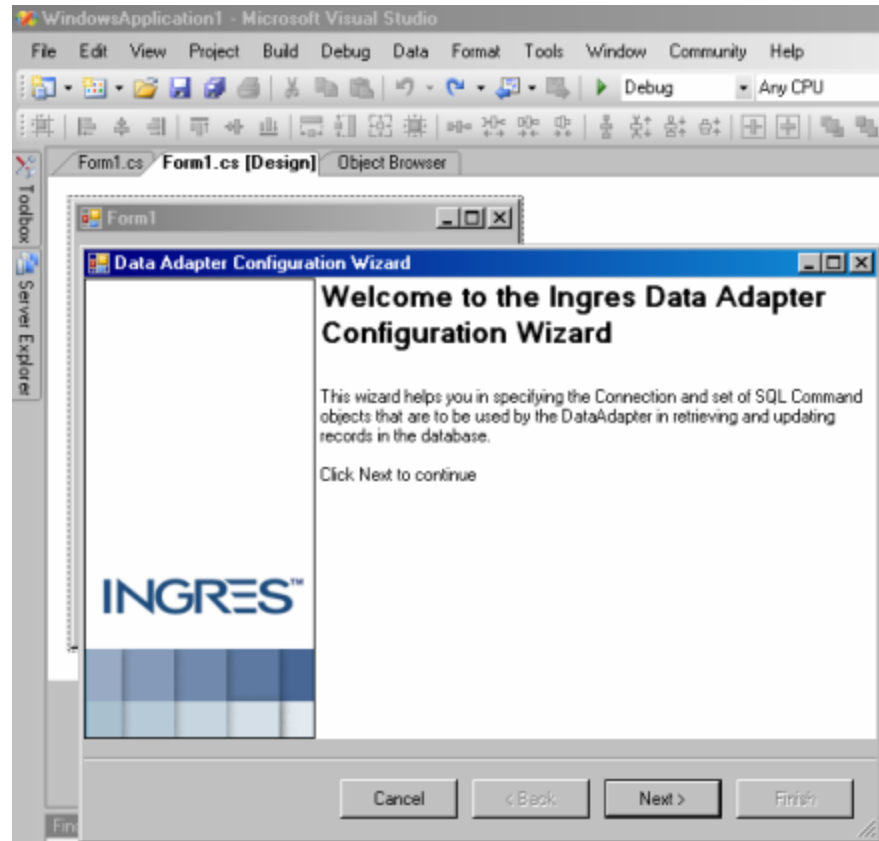 WindowsApplication1 - Microsoft Visual Studio
File Edit View Project Build Debug Data Format Tools Window Community Help
Debug Any CPU
Form1.cs Form1.cs [Design] Object Browser
Toolbox
Server Explorer
Form1
Data Adapter Configuration Wizard
Welcome to the Ingres Data Adapter
Configuration Wizard
This wizard helps you in specifying the Connection and set of SQL Command
objects that are to be used by the DataAdapter in retrieving and updating
records in the database.
Click Next to continue
INGRES™
Cancel < Back Next > Finish